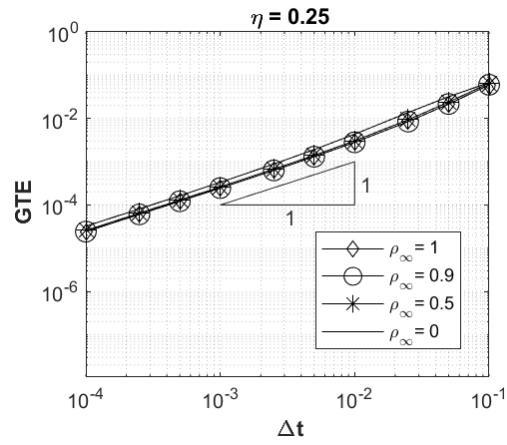 η = 0.25
GTE
10^0
10^-2
10^-4
10^-6
1
1
ρ∞ = 1
ρ∞ = 0.9
ρ∞ = 0.5
ρ∞ = 0
10^-4 10^-3 10^-2 10^-1
Δt